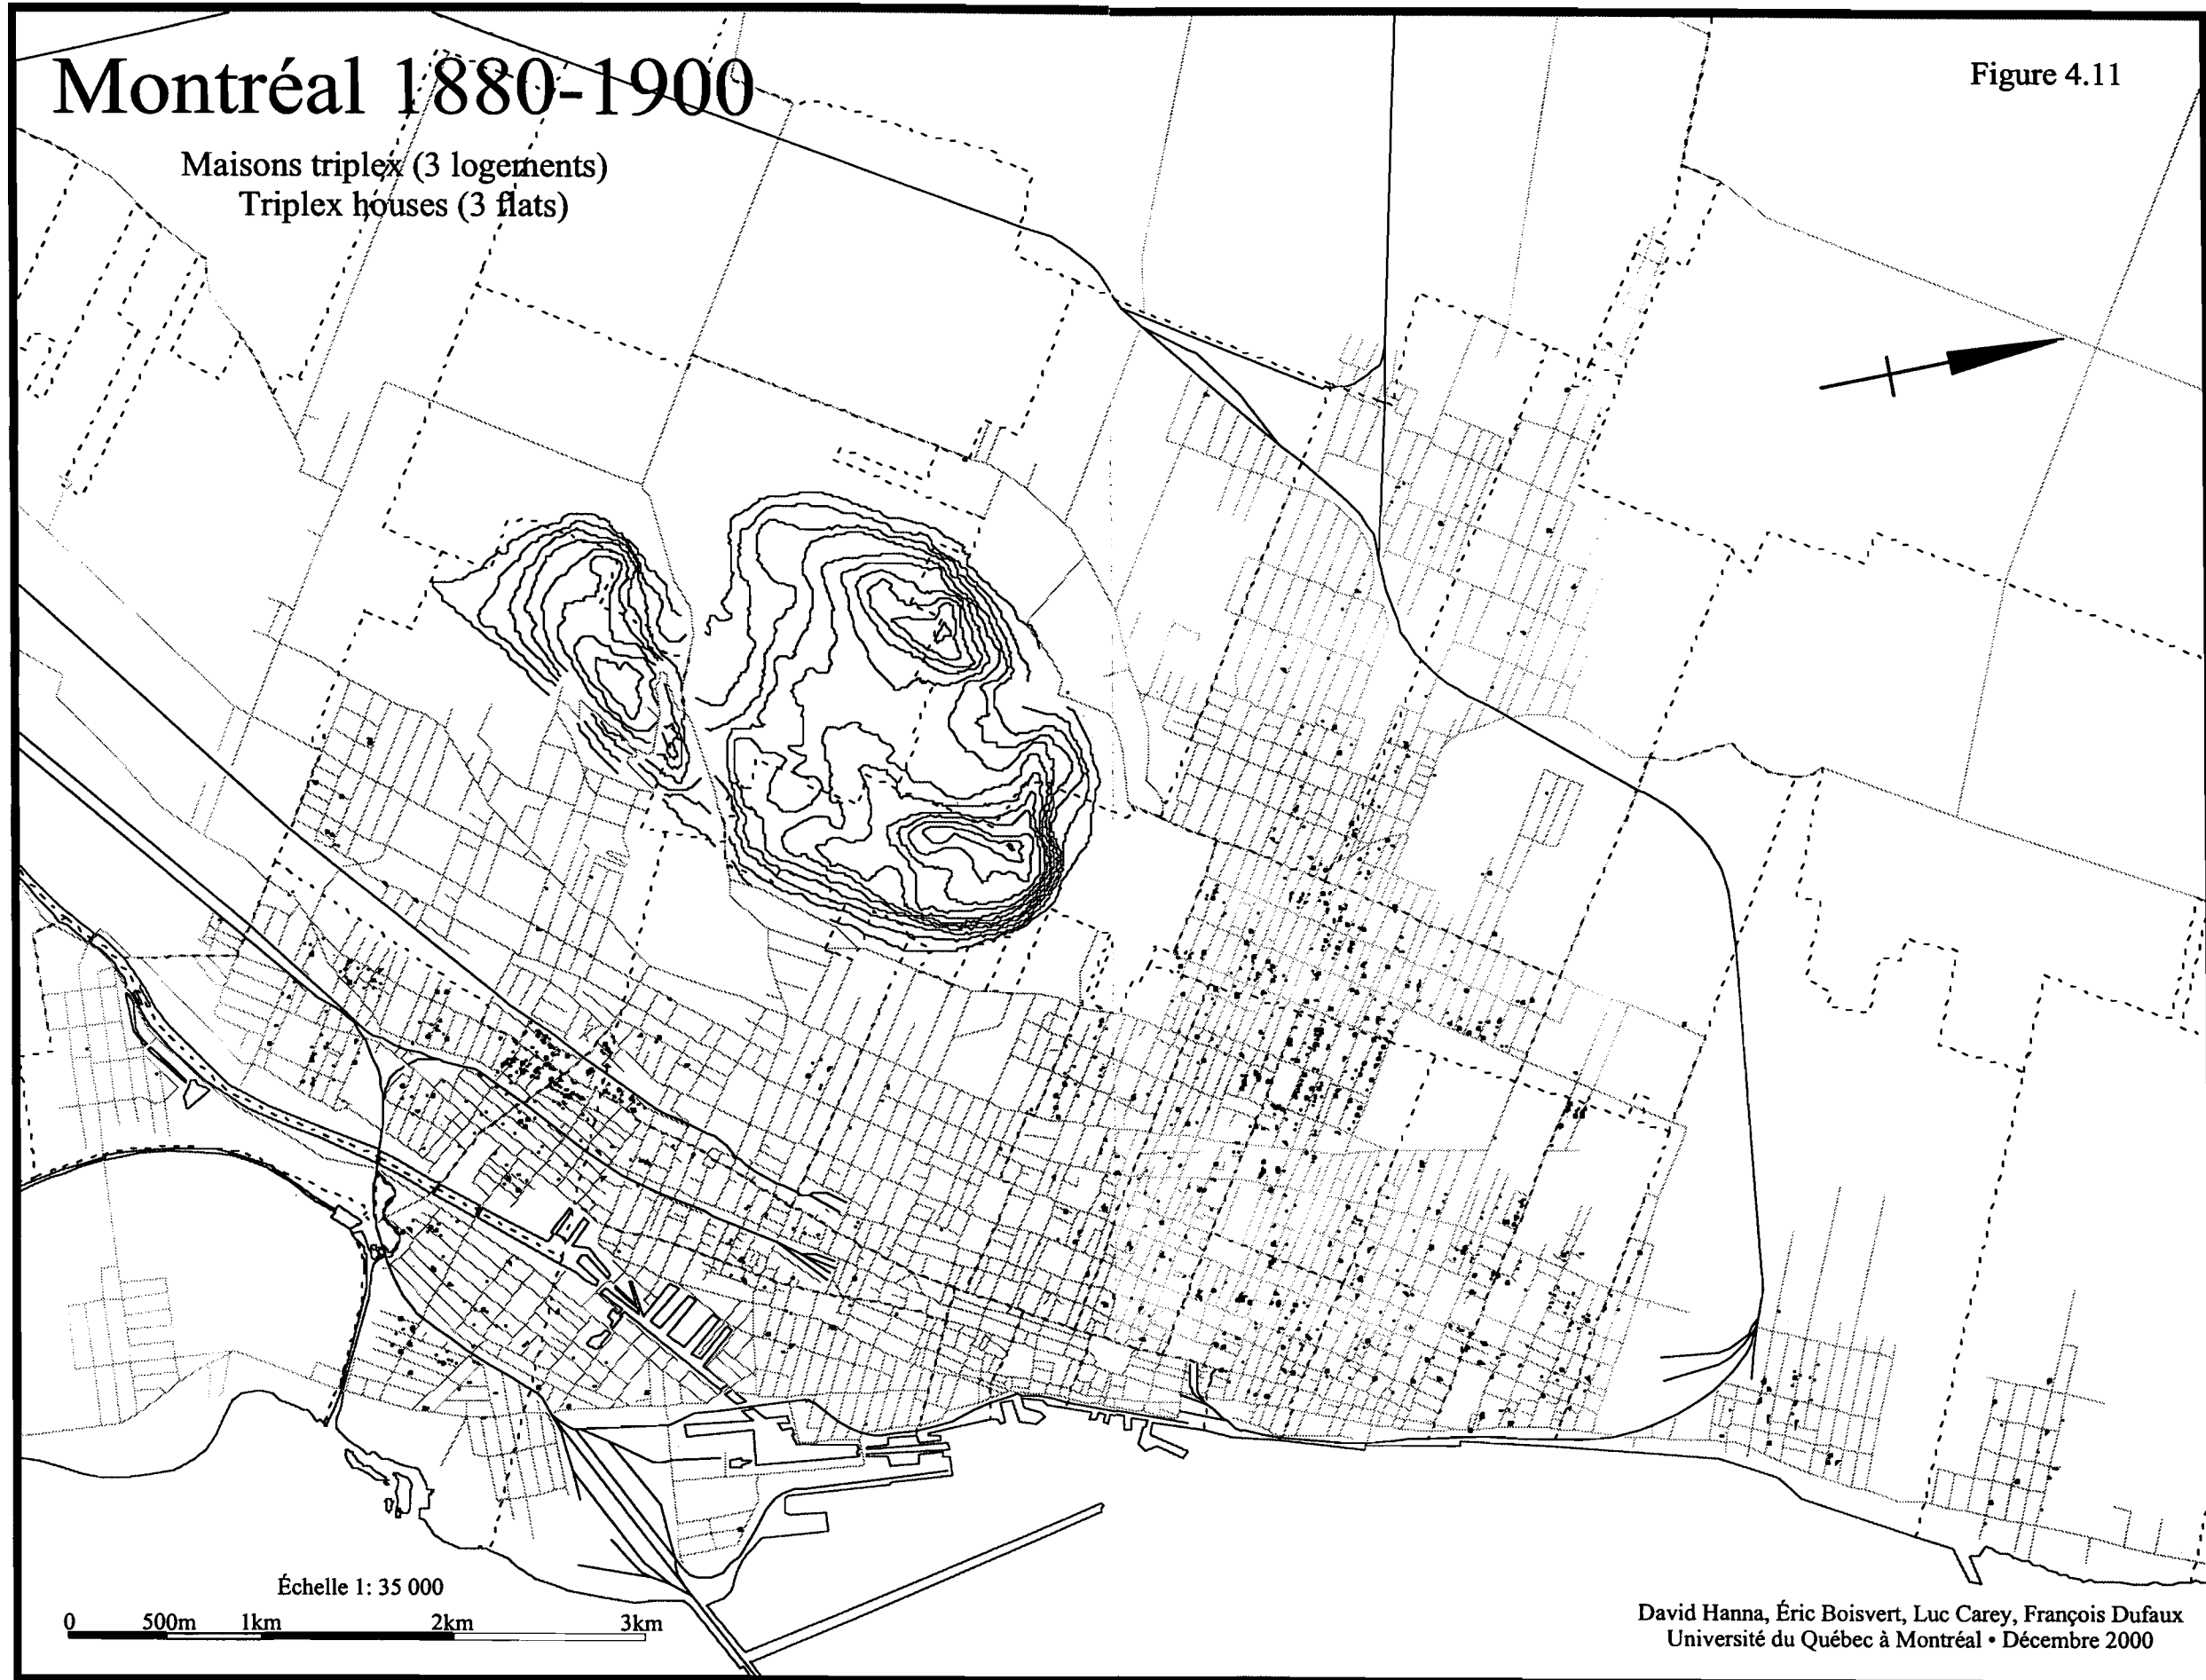 Montréal 1880-1900
Figure 4.11
Maisons triplex (3 logements)
Triplex houses (3 flats)
Échelle 1: 35 000
0 500m 1km 2km 3km
David Hanna, Éric Boisvert, Luc Carey, François Dufaux
Université du Québec à Montréal • Décembre 2000